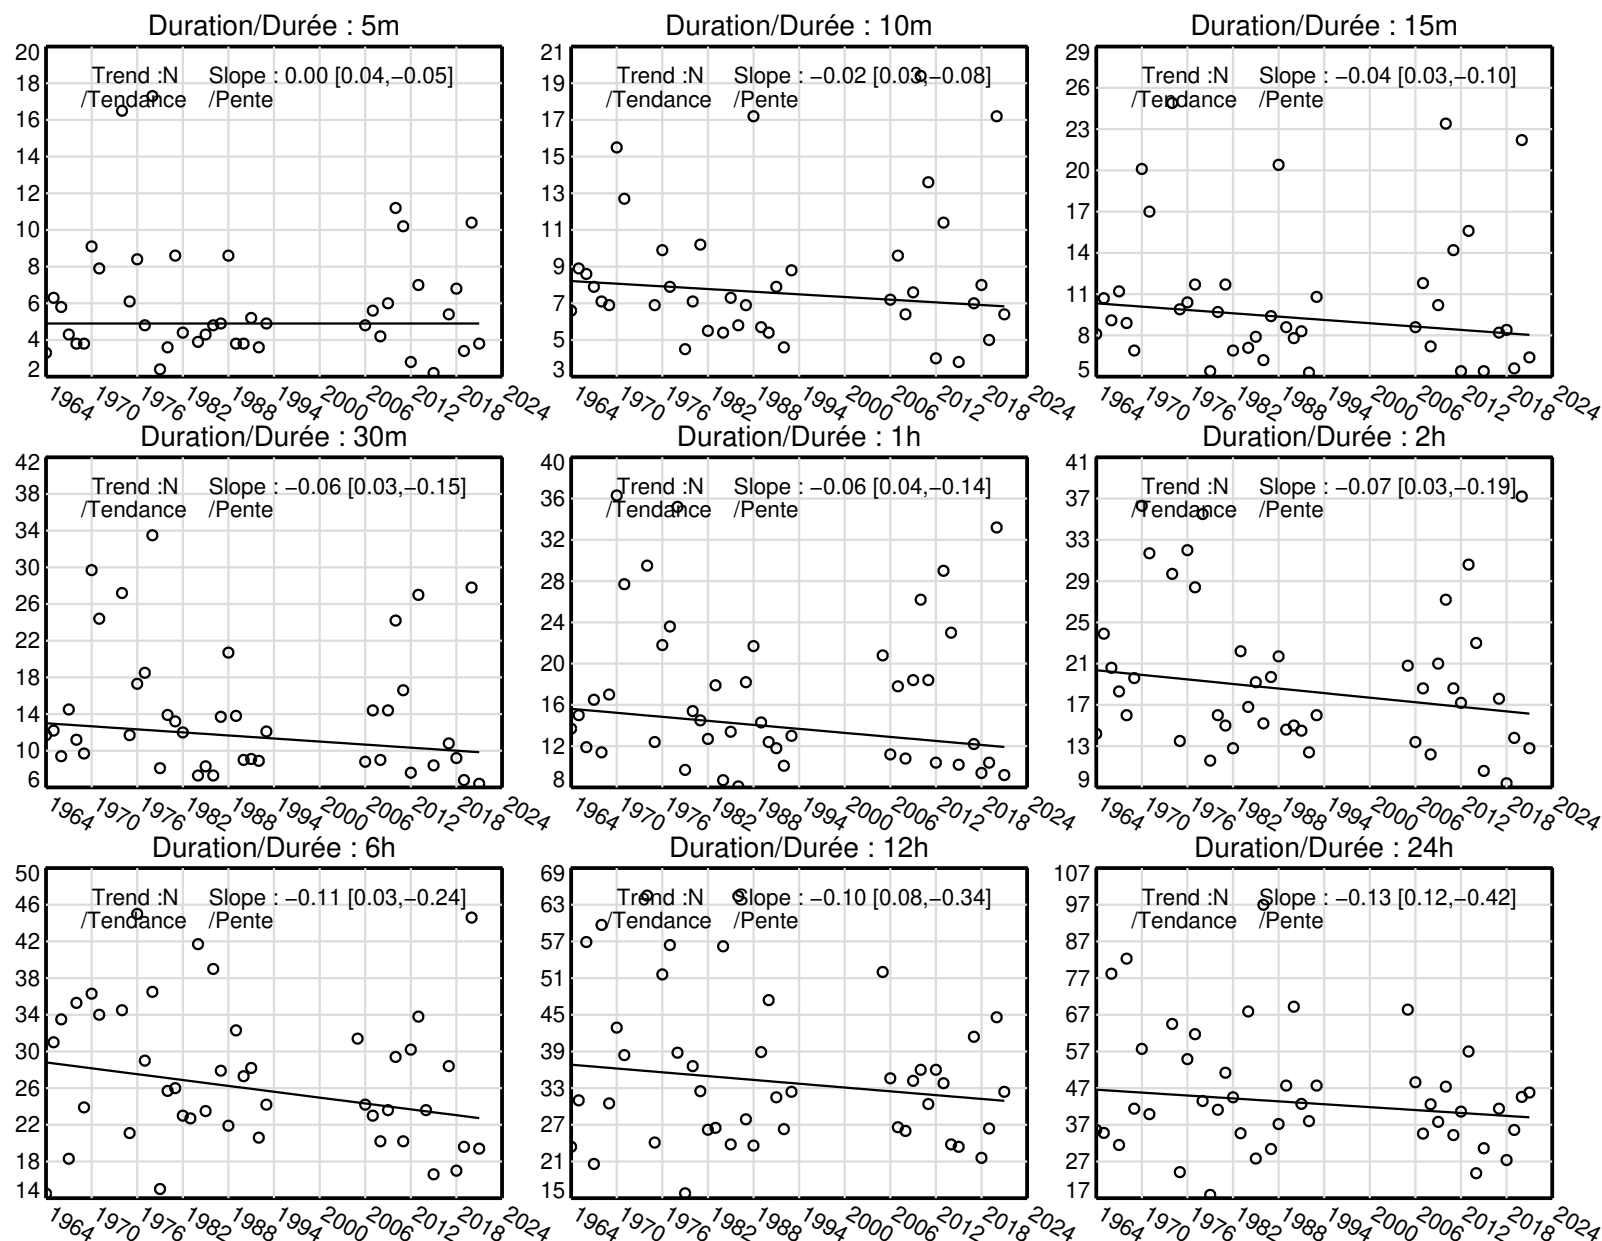 Duration/Durée : 5m
20
18
16
14
12
10
8
6
4
2
Trend :N Slope : 0.00 [0.04,−0.05]
/Tendance /Pente
1964 1970 1976 1982 1988 1994 2000 2006 2012 2018 2024
Duration/Durée : 10m
21
19
17
15
13
11
9
7
5
3
Trend :N Slope : −0.02 [0.03,−0.08]
/Tendance /Pente
1964 1970 1976 1982 1988 1994 2000 2006 2012 2018 2024
Duration/Durée : 15m
29
26
23
20
17
14
11
8
5
Trend :N Slope : −0.04 [0.03,−0.10]
/Tendance /Pente
1964 1970 1976 1982 1988 1994 2000 2006 2012 2018 2024
Duration/Durée : 30m
42
38
34
30
26
22
18
14
10
6
Trend :N Slope : −0.06 [0.03,−0.15]
/Tendance /Pente
1964 1970 1976 1982 1988 1994 2000 2006 2012 2018 2024
Duration/Durée : 1h
40
36
32
28
24
20
16
12
8
Trend :N Slope : −0.06 [0.04,−0.14]
/Tendance /Pente
1964 1970 1976 1982 1988 1994 2000 2006 2012 2018 2024
Duration/Durée : 2h
41
37
33
29
25
21
17
13
9
Trend :N Slope : −0.07 [0.03,−0.19]
/Tendance /Pente
1964 1970 1976 1982 1988 1994 2000 2006 2012 2018 2024
Duration/Durée : 6h
50
46
42
38
34
30
26
22
18
14
Trend :N Slope : −0.11 [0.03,−0.24]
/Tendance /Pente
1964 1970 1976 1982 1988 1994 2000 2006 2012 2018 2024
Duration/Durée : 12h
69
63
57
51
45
39
33
27
21
15
Trend :N Slope : −0.10 [0.08,−0.34]
/Tendance /Pente
1964 1970 1976 1982 1988 1994 2000 2006 2012 2018 2024
Duration/Durée : 24h
107
97
87
77
67
57
47
37
27
17
Trend :N Slope : −0.13 [0.12,−0.42]
/Tendance /Pente
1964 1970 1976 1982 1988 1994 2000 2006 2012 2018 2024